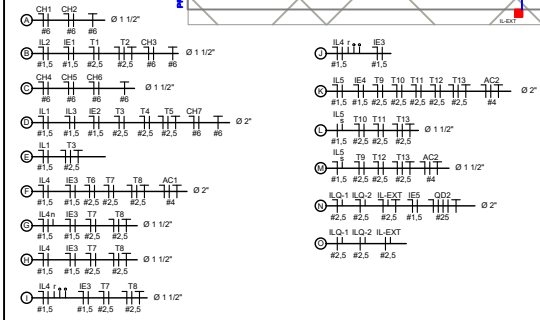 IL-EXT
A CH1 CH2 Ø 1 1/2"
#6 #6
B IL2 IE1 T1 T2 CH3 Ø 1 1/2"
#1,5 #1,5 #2,5 #2,5 #6 #6
C CH4 CH5 CH6 Ø 1 1/2"
#6 #6 #6 #6
D IL1 IL3 IE2 T3 T4 T5 CH7 Ø 2"
#1,5 #1,5 #1,5 #2,5 #2,5 #2,5 #6 #6
E IL1 T3
#1,5 #2,5
F IL4 IE3 T6 T7 T8 AC1 Ø 2"
#1,5 #1,5 #2,5 #2,5 #2,5 #4
G IL4n IE3 T7 T8 Ø 1 1/2"
#1,5 #1,5 #2,5 #2,5
H IL4 IE3 T7 T8 Ø 1 1/2"
#1,5 #1,5 #2,5 #2,5
I IL4 r IE3 T7 T8 Ø 1 1/2"
#1,5 #1,5 #2,5 #2,5
J IL4 r IE3
#1,5 #1,5
K IL5 IE4 T9 T10 T11 T12 T13 AC2 Ø 2"
#1,5 #1,5 #2,5 #2,5 #2,5 #2,5 #2,5 #4
L IL5 s T10 T11 T13 Ø 1 1/2"
#1,5 #2,5 #2,5 #2,5
M IL5 s T9 T12 T13 AC2 Ø 1 1/2"
#1,5 #2,5 #2,5 #2,5 #4
N ILQ-1 ILQ-2 IL-EXT IE5 QD2 Ø 2"
#2,5 #2,5 #2,5 #1,5 #25
O ILQ-1 ILQ-2 IL-EXT
#2,5 #2,5 #2,5